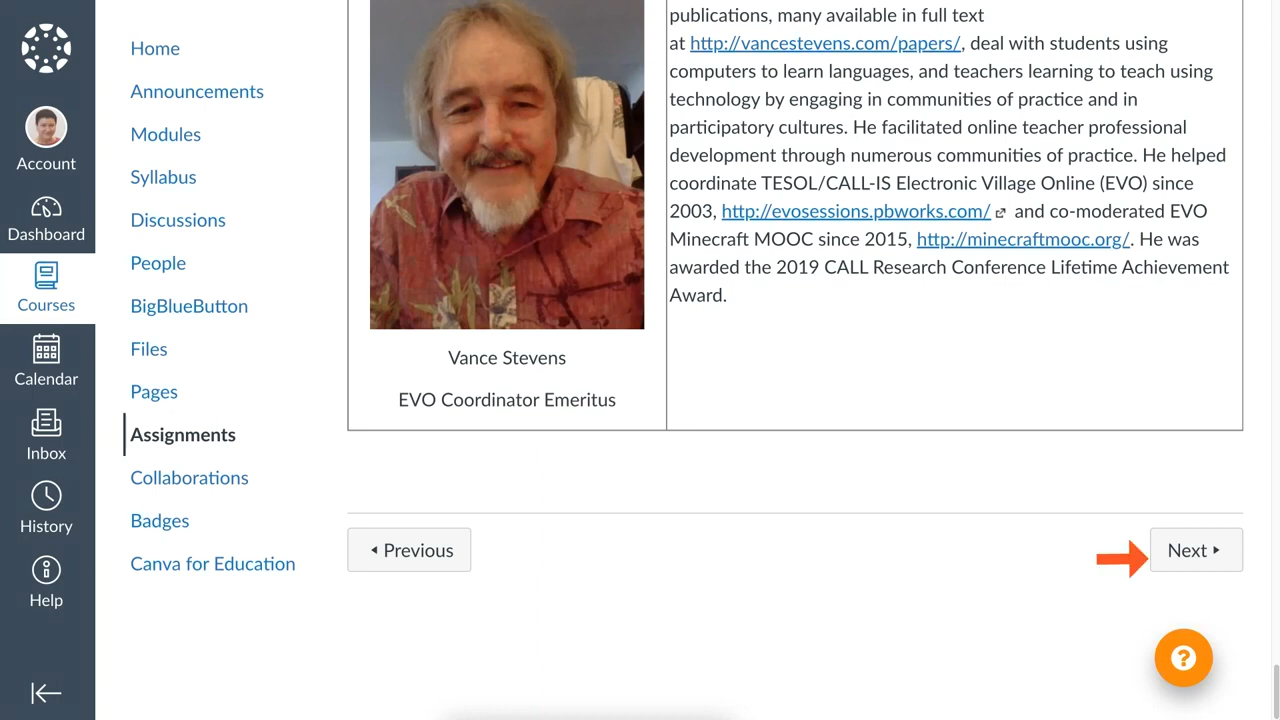 Account
Dashboard
Courses
Calendar
Inbox
History
Help
Home
Announcements
Modules
Syllabus
Discussions
People
BigBlueButton
Files
Pages
Assignments
Collaborations
Badges
Canva for Education
Vance Stevens
EVO Coordinator Emeritus
publications, many available in full text
at http://vancestevens.com/papers/, deal with students using
computers to learn languages, and teachers learning to teach using
technology by engaging in communities of practice and in
participatory cultures. He facilitated online teacher professional
development through numerous communities of practice. He helped
coordinate TESOL/CALL-IS Electronic Village Online (EVO) since
2003, http://evosessions.pbworks.com/ and co-moderated EVO
Minecraft MOOC since 2015, http://minecraftmooc.org/. He was
awarded the 2019 CALL Research Conference Lifetime Achievement
Award.
Previous
Next
?